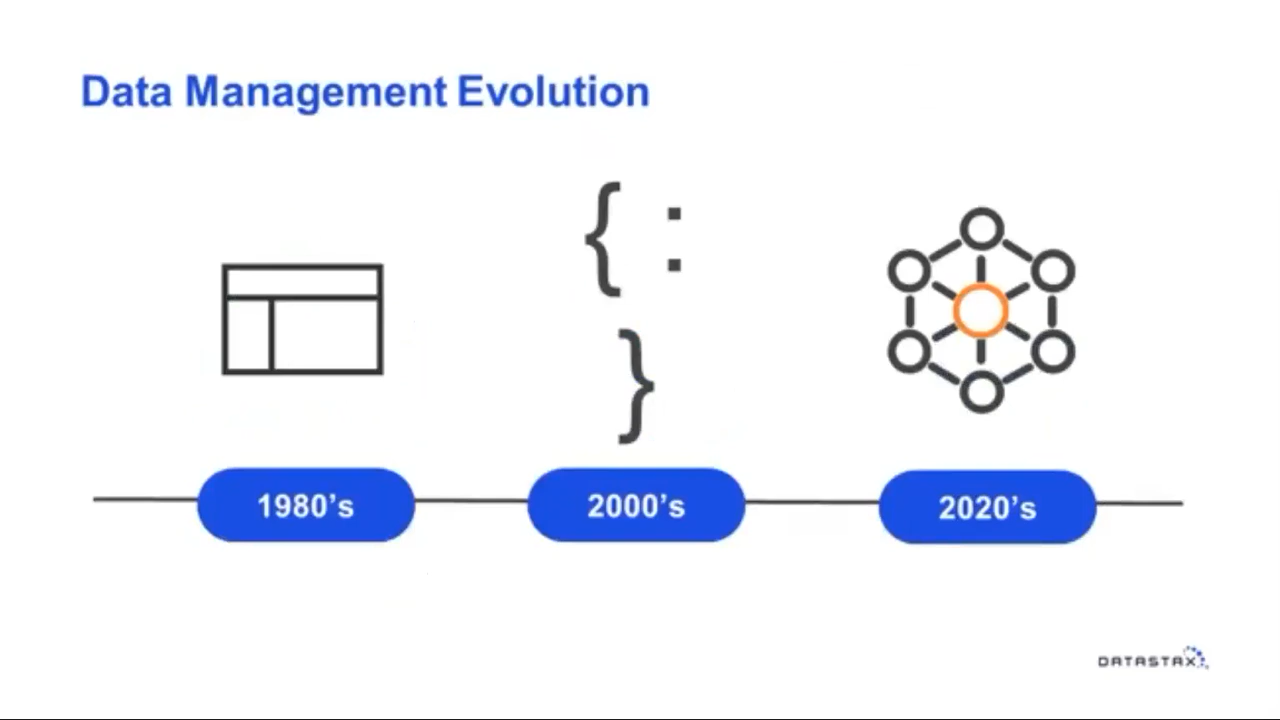 Data Management Evolution
{ :
}
1980's
2000's
2020's
DATASTAX